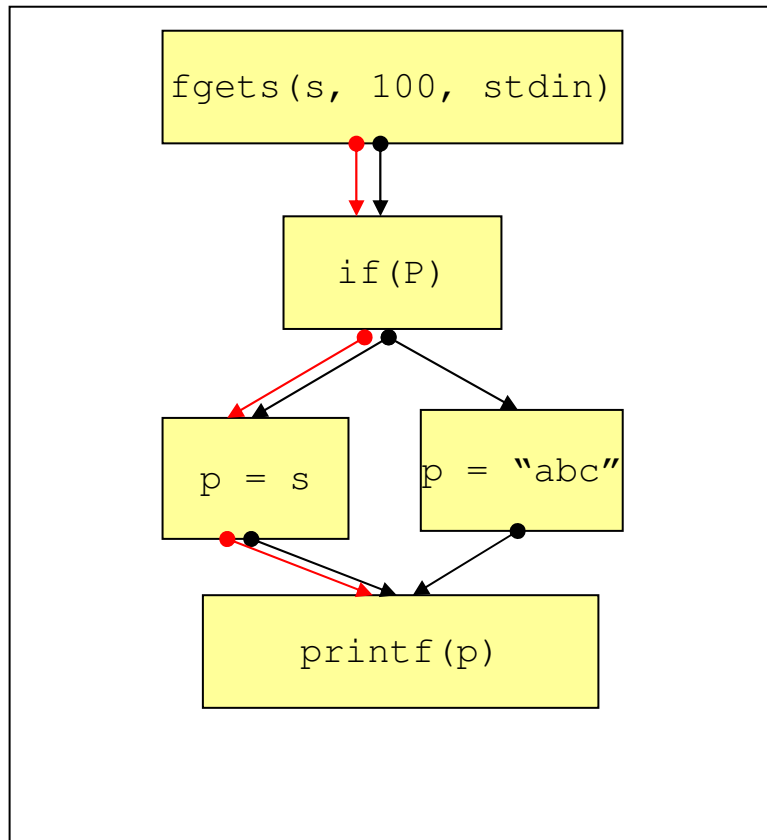 fgets(s, 100, stdin)
if(P)
p = s
p = “abc”
printf(p)